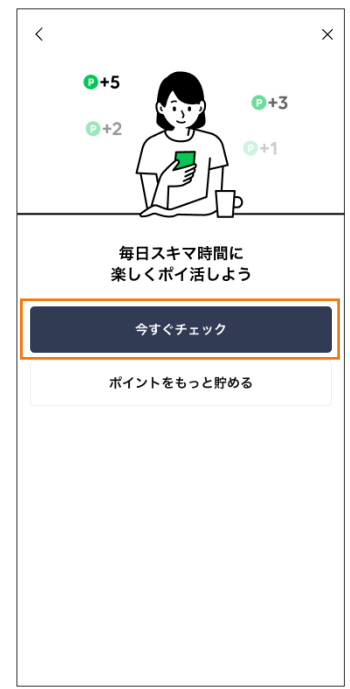 P+5
P+3
P+2
P+1
毎日スキマ時間に
楽しくポイ活しよう
今すぐチェック
ポイントをもっと貯める